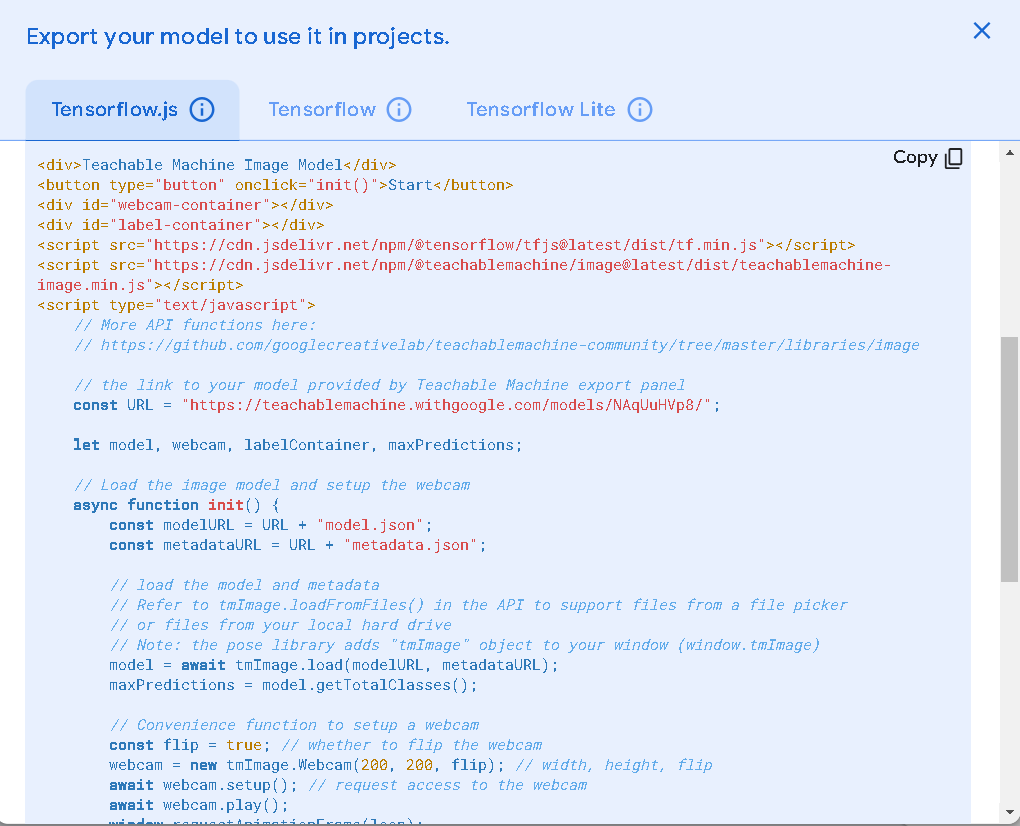 Export your model to use it in projects.
Tensorflow.js
Tensorflow
Tensorflow Lite
Copy
<div>Teachable Machine Image Model</div>
<button type="button" onclick="init()">Start</button>
<div id="webcam-container"></div>
<div id="label-container"></div>
<script src="https://cdn.jsdelivr.net/npm/@tensorflow/tfjs@latest/dist/tf.min.js"></script>
<script src="https://cdn.jsdelivr.net/npm/@teachablemachine/image@latest/dist/teachablemachine-
image.min.js"></script>
<script type="text/javascript">
    // More API functions here:
    // https://github.com/googlecreativelab/teachablemachine-community/tree/master/libraries/image

    // the link to your model provided by Teachable Machine export panel
    const URL = "https://teachablemachine.withgoogle.com/models/NAqUuHVp8/";

    let model, webcam, labelContainer, maxPredictions;

    // Load the image model and setup the webcam
    async function init() {
        const modelURL = URL + "model.json";
        const metadataURL = URL + "metadata.json";

        // load the model and metadata
        // Refer to tmImage.loadFromFiles() in the API to support files from a file picker
        // or files from your local hard drive
        // Note: the pose library adds "tmImage" object to your window (window.tmImage)
        model = await tmImage.load(modelURL, metadataURL);
        maxPredictions = model.getTotalClasses();

        // Convenience function to setup a webcam
        const flip = true; // whether to flip the webcam
        webcam = new tmImage.Webcam(200, 200, flip); // width, height, flip
        await webcam.setup(); // request access to the webcam
        await webcam.play();
        window.requestAnimationFrame(loop);